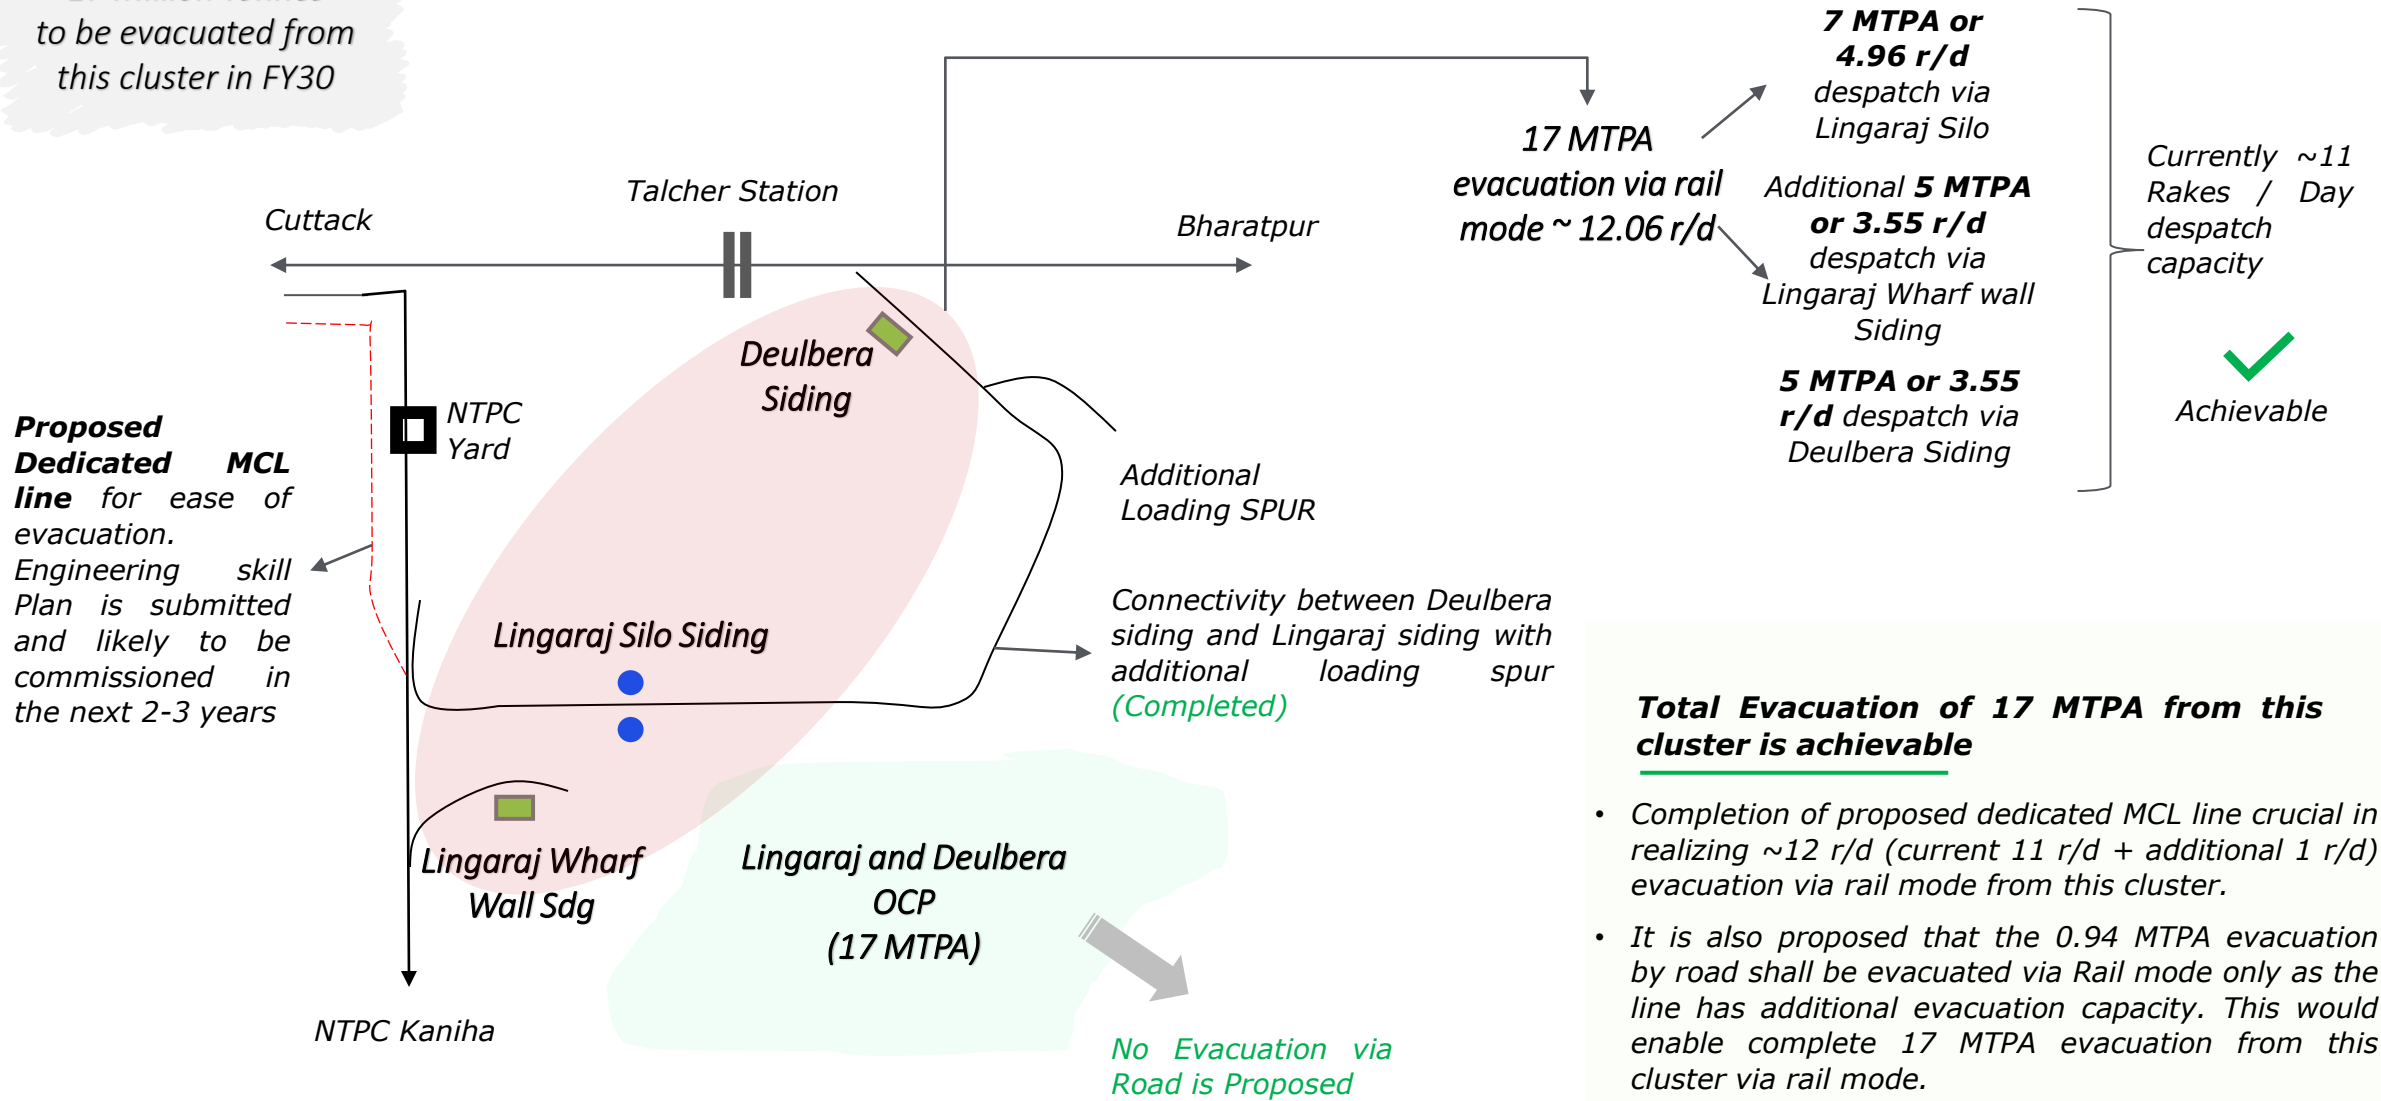 to be evacuated from
this cluster in FY30
7 MTPA or
4.96 r/d
despatch via
Lingaraj Silo
17 MTPA
evacuation via rail
mode ~ 12.06 r/d
Additional 5 MTPA
or 3.55 r/d
despatch via
Lingaraj Wharf wall
Siding
5 MTPA or 3.55
r/d despatch via
Deulbera Siding
Currently ~11
Rakes / Day
despatch
capacity
Achievable
Talcher Station
Cuttack
Bharatpur
Deulbera
Siding
NTPC
Yard
Proposed
Dedicated MCL
line for ease of
evacuation.
Engineering skill
Plan is submitted
and likely to be
commissioned in
the next 2-3 years
Additional
Loading SPUR
Lingaraj Silo Siding
Connectivity between Deulbera
siding and Lingaraj siding with
additional loading spur
(Completed)
Lingaraj Wharf
Wall Sdg
Lingaraj and Deulbera
OCP
(17 MTPA)
NTPC Kaniha
No Evacuation via
Road is Proposed
Total Evacuation of 17 MTPA from this
cluster is achievable
• Completion of proposed dedicated MCL line crucial in
realizing ~12 r/d (current 11 r/d + additional 1 r/d)
evacuation via rail mode from this cluster.
• It is also proposed that the 0.94 MTPA evacuation
by road shall be evacuated via Rail mode only as the
line has additional evacuation capacity. This would
enable complete 17 MTPA evacuation from this
cluster via rail mode.